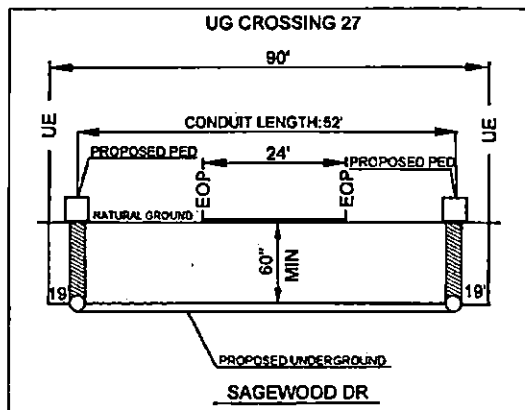 UG CROSSING 27
90'
UE
UE
CONDUIT LENGTH:52'
PROPOSED PED
24'
PROPOSED PED
EOP
EOP
NATURAL GROUND
60" MIN
19'
19'
PROPOSED UNDERGROUND
SAGEWOOD DR